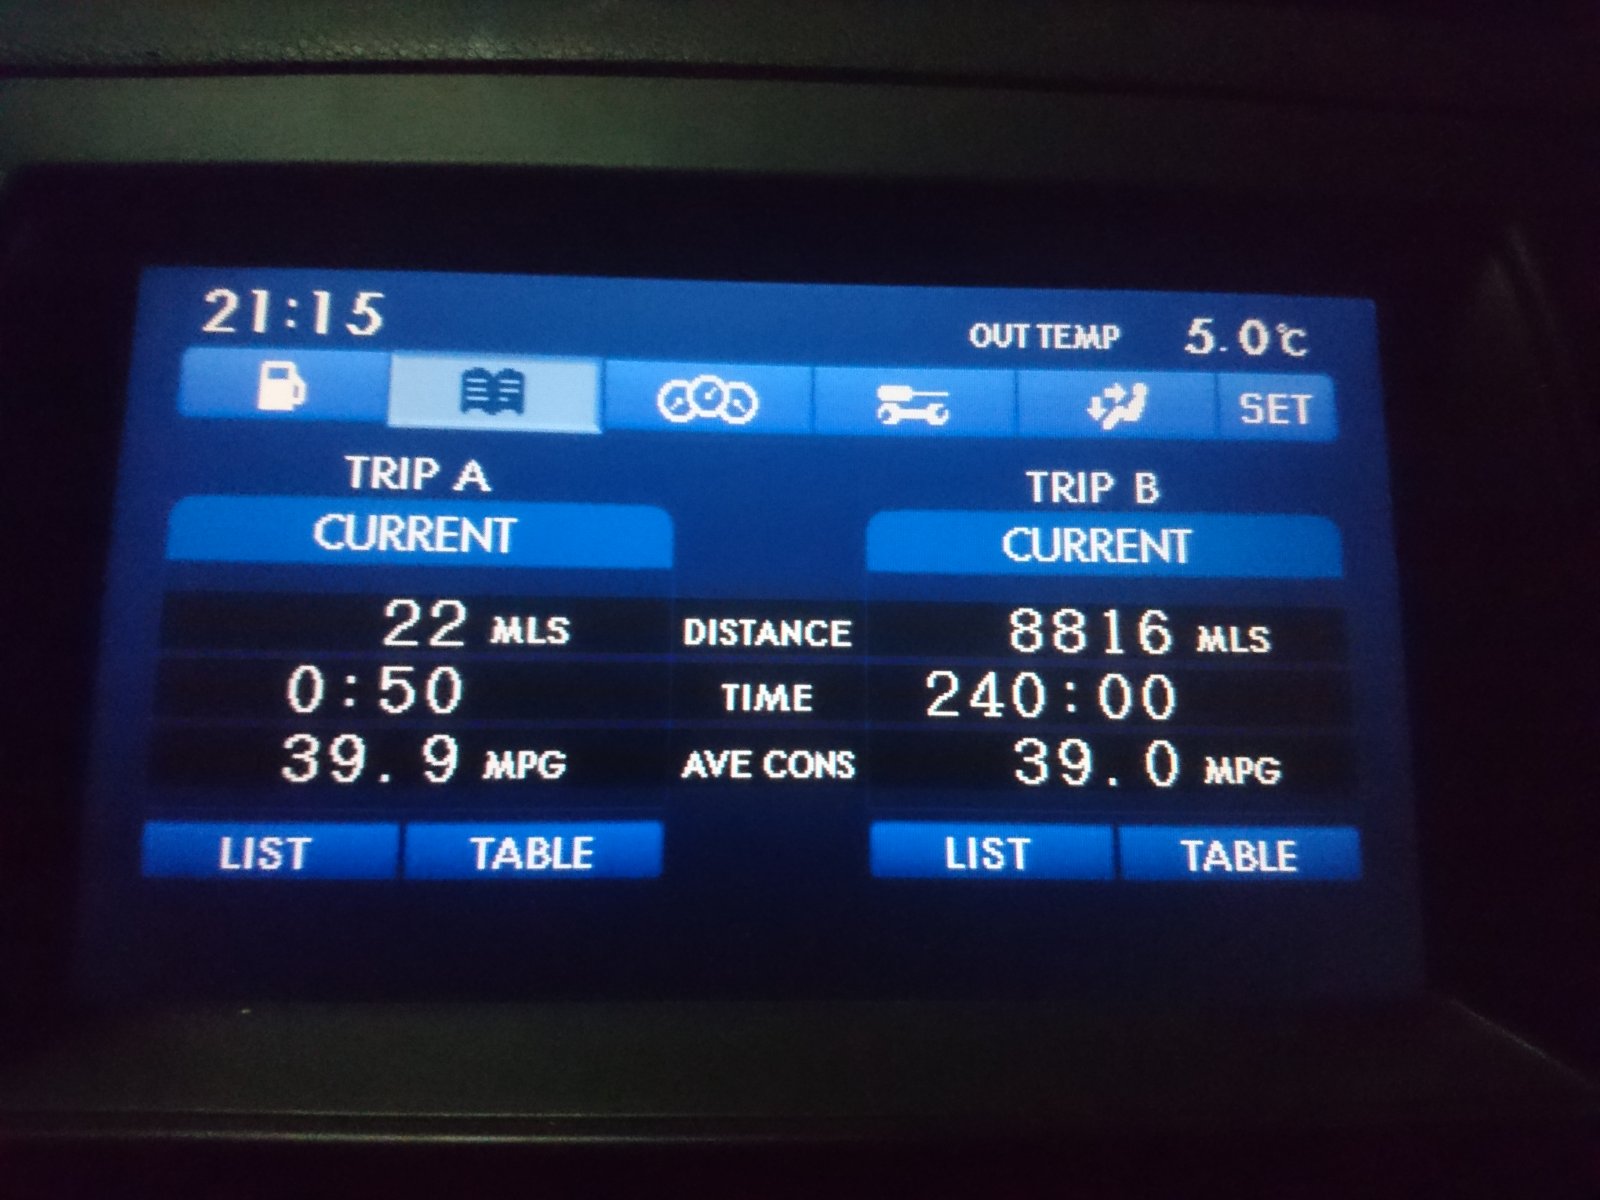 21:15 OUT TEMP 5.0℃
SET
TRIP A TRIP B
CURRENT CURRENT
22 MLS DISTANCE 8816 MLS
0:50 TIME 240:00
39.9 MPG AVE CONS 39.0 MPG
LIST TABLE LIST TABLE